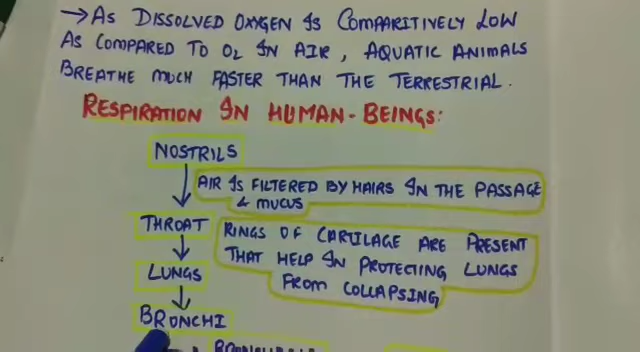 → AS DISSOLVED OXYGEN IS COMPARITIVELY LOW
AS COMPARED TO O2 IN AIR, AQUATIC ANIMALS
BREATHE MUCH FASTER THAN THE TERRESTRIAL.
RESPIRATION IN HUMAN-BEINGS:
NOSTRILS
AIR IS FILTERED BY HAIRS IN THE PASSAGE
& MUCUS
THROAT
RINGS OF CARTILAGE ARE PRESENT
THAT HELP IN PROTECTING LUNGS
FROM COLLAPSING
LUNGS
BRONCHI